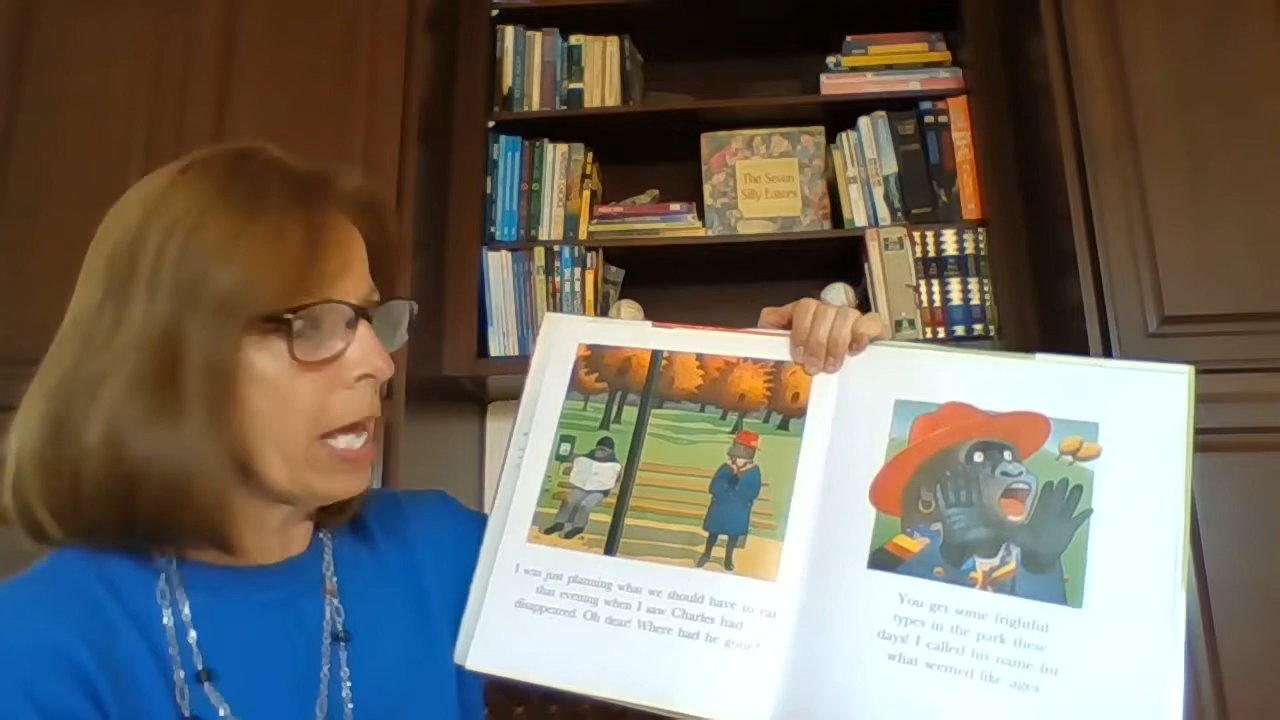 The Seven
Silly Eaters
I was just planning what we should have to eat
that evening when I saw Charles had
disappeared. Oh dear! Where had he gone?
You get some frightful
types in the park these
days! I called his name for
what seemed like ages.